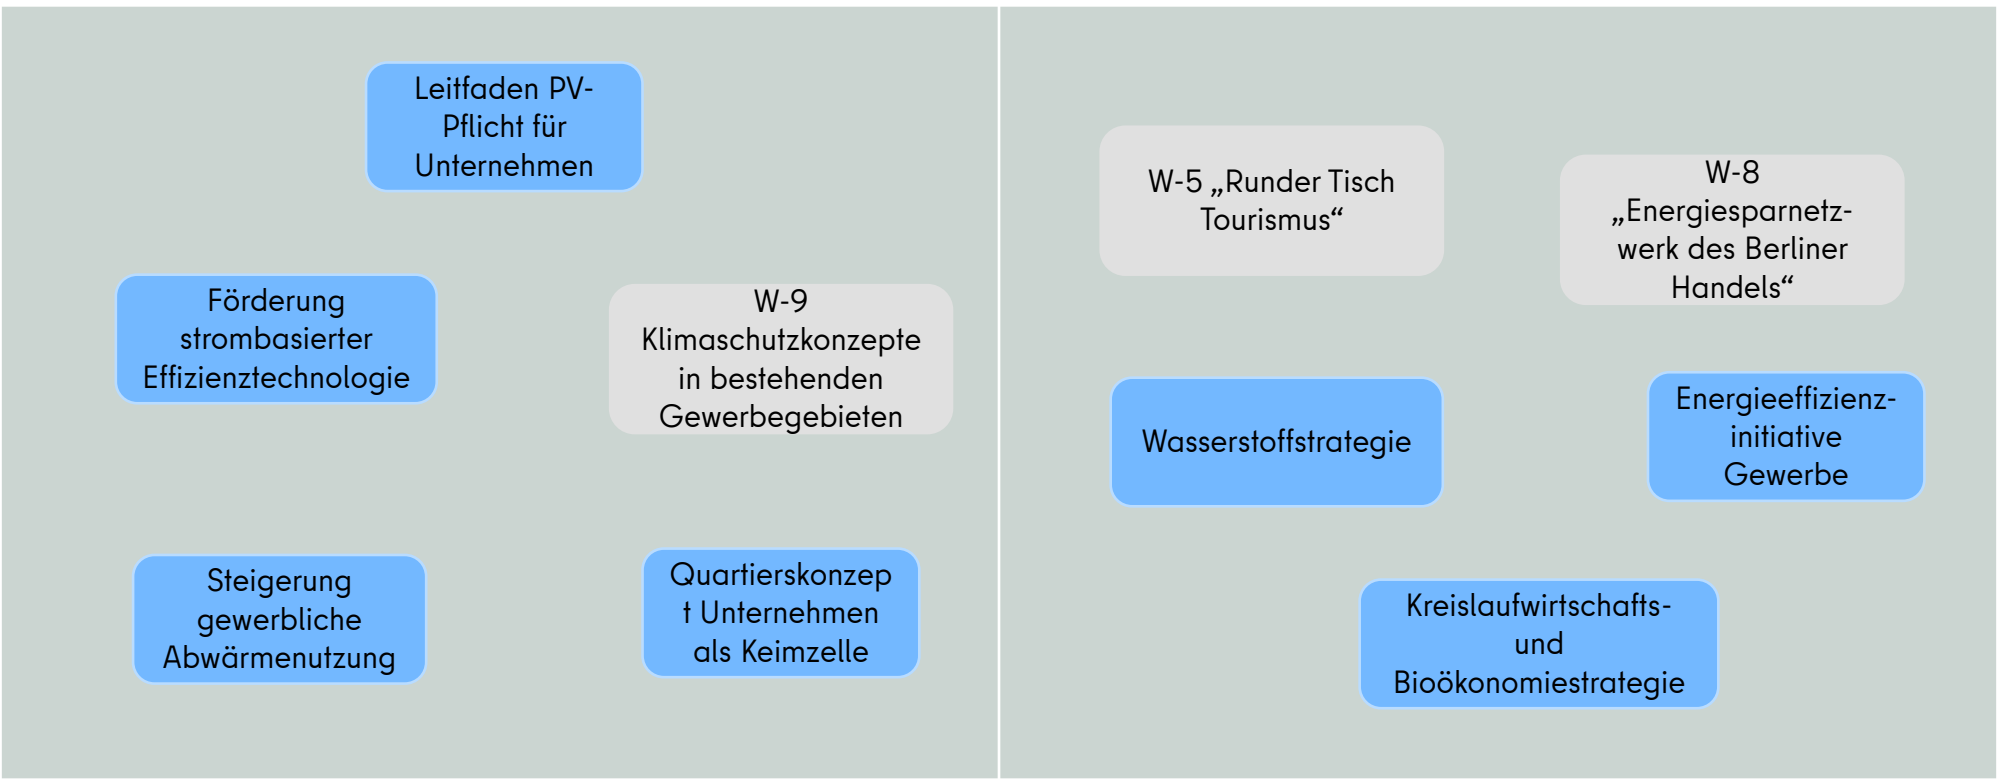 Leitfaden PV-
Pflicht für
Unternehmen
Förderung
strombasierter
Effizienztechnologie
W-9
Klimaschutzkonzepte
in bestehenden
Gewerbegebieten
Steigerung
gewerbliche
Abwärmenutzung
Quartierskonzep
t Unternehmen
als Keimzelle
W-5 „Runder Tisch
Tourismus“
W-8
„Energiesparnetz-
werk des Berliner
Handels“
Wasserstoffstrategie
Energieeffizienz-
initiative
Gewerbe
Kreislaufwirtschafts-
und
Bioökonomiestrategie